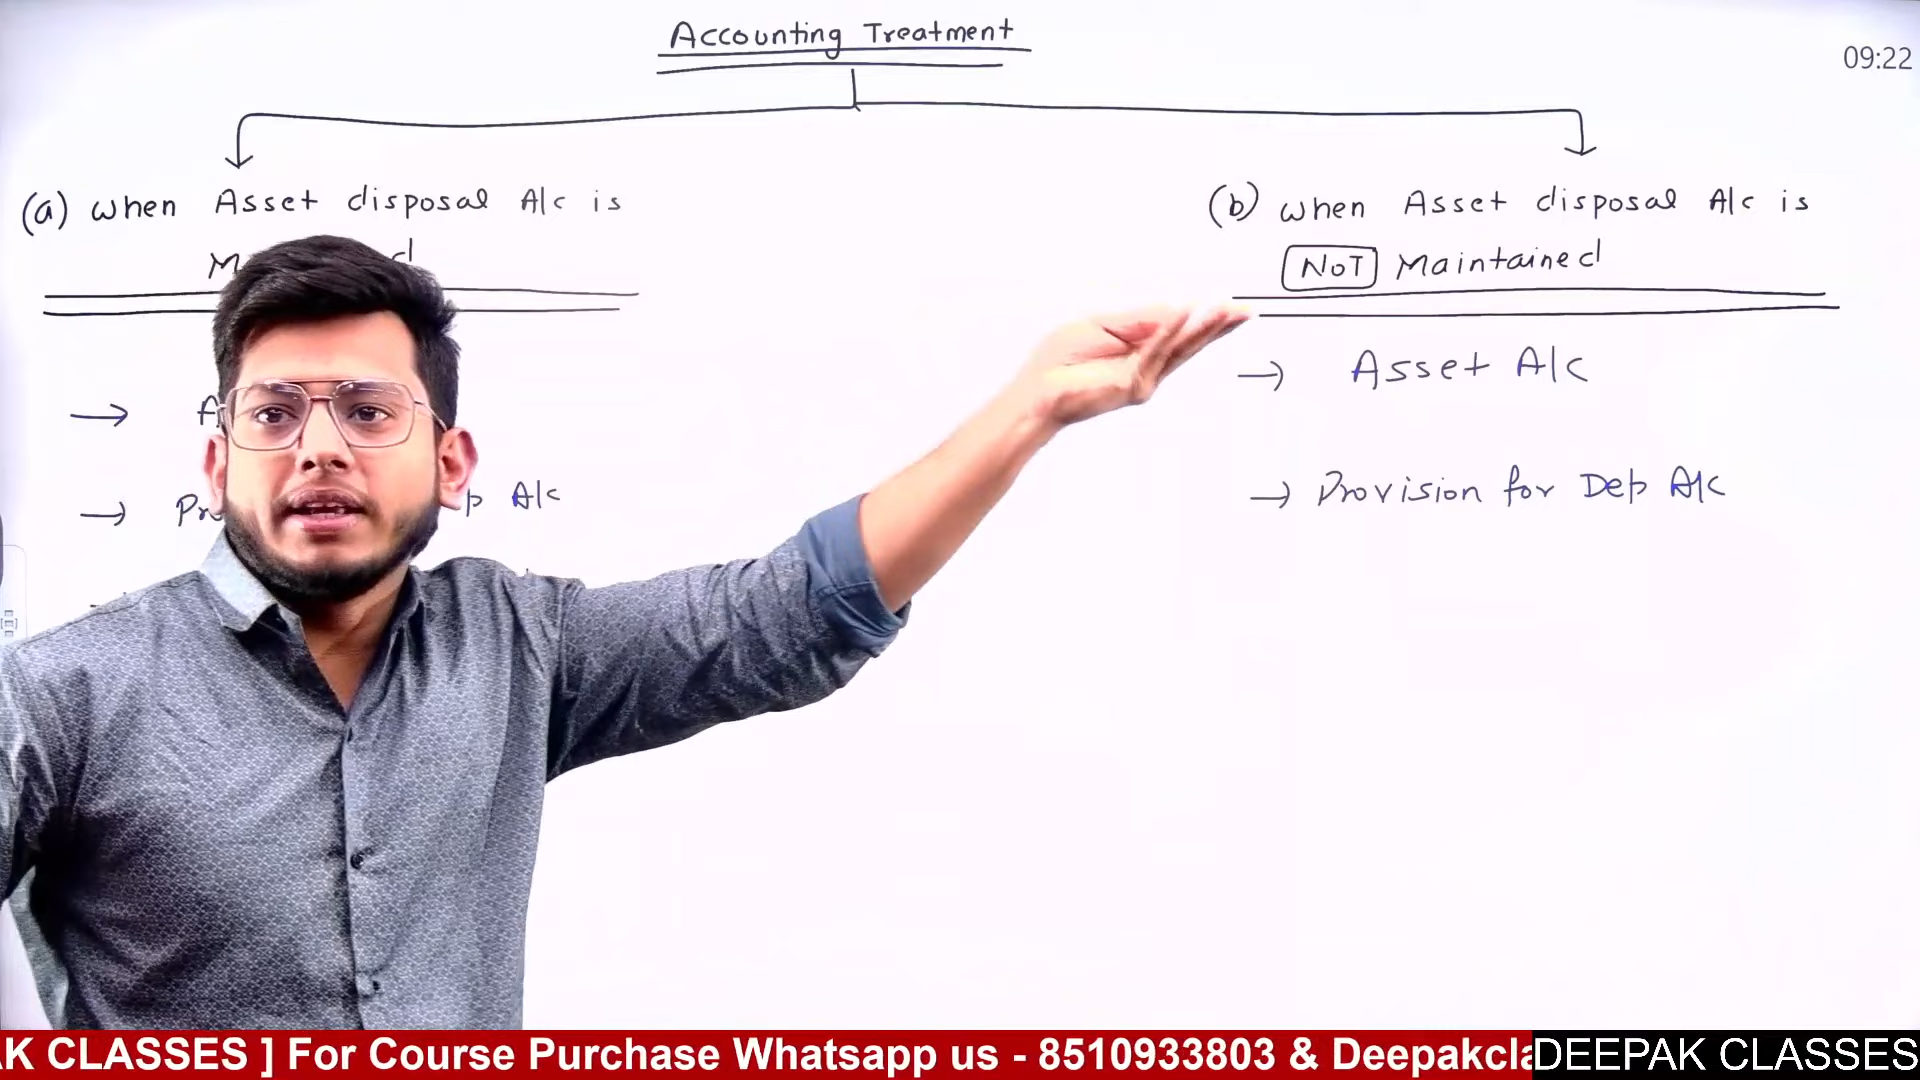 Accounting Treatment
09:22
(a) when Asset disposal A/c is
(b) when Asset disposal A/c is
NOT Maintained
→ Asset A/c
→ A/c
→ Provision for Dep A/c
AK CLASSES ] For Course Purchase Whatsapp us - 8510933803 & Deepakcla
DEEPAK CLASSES